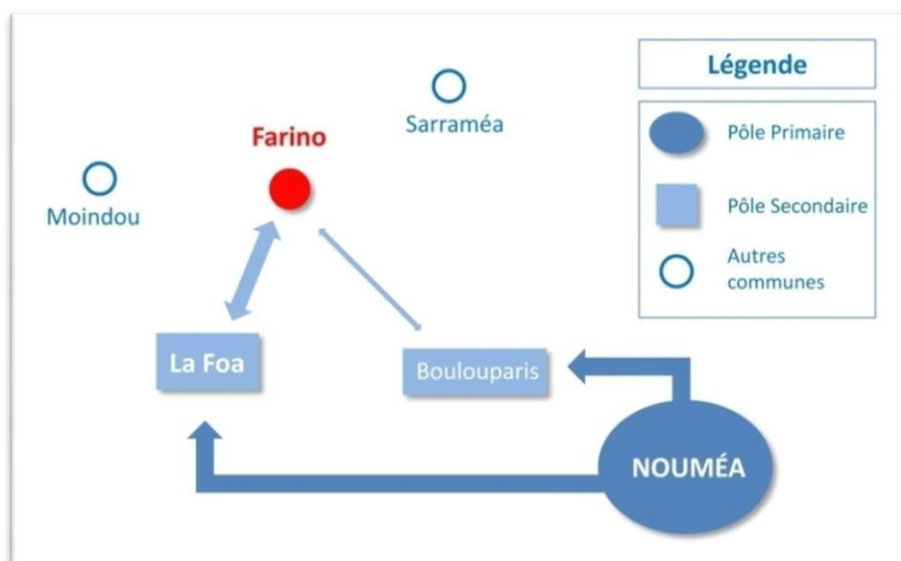 Légende
Pôle Primaire
Pôle Secondaire
Autres
communes
Sarraméa
Farino
Moindou
La Foa
Boulouparis
NOUMÉA